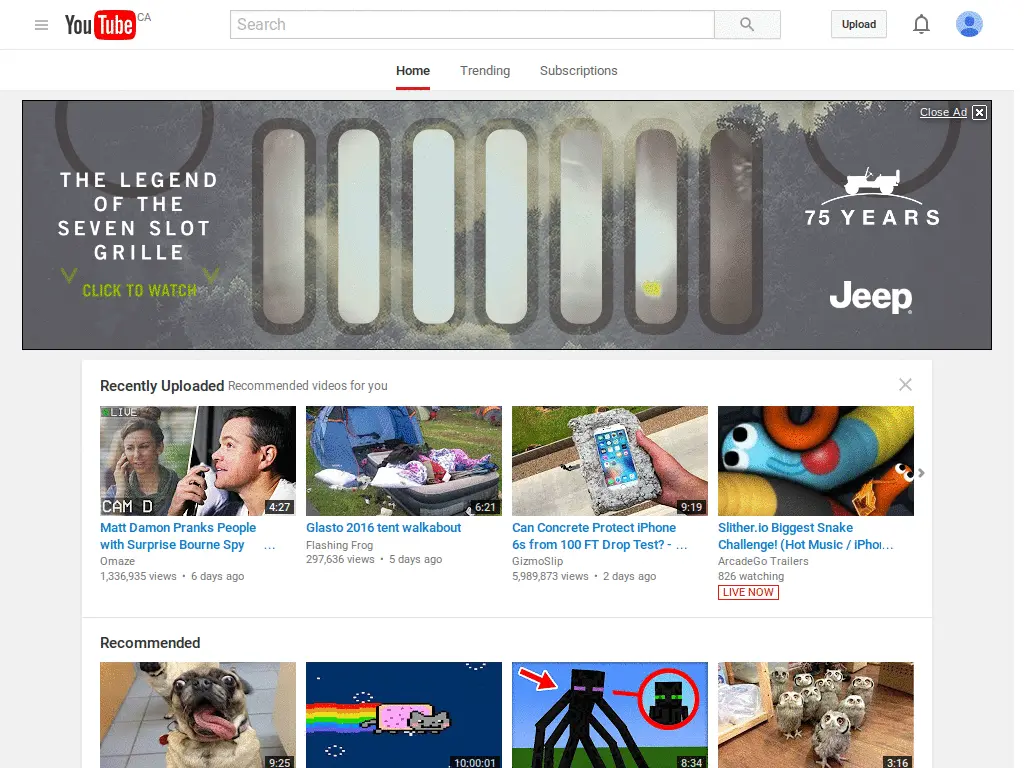 YouTube CA
Search
Upload
Home
Trending
Subscriptions
Close Ad
THE LEGEND
OF THE
SEVEN SLOT
GRILLE
CLICK TO WATCH
75 YEARS
Jeep
Recently Uploaded Recommended videos for you
LIVE
CAM D
4:27
6:21
9:19
Matt Damon Pranks People
with Surprise Bourne Spy ...
Omaze
1,336,935 views • 6 days ago
Glasto 2016 tent walkabout
Flashing Frog
297,636 views • 5 days ago
Can Concrete Protect iPhone
6s from 100 FT Drop Test? - ...
GizmoSlip
5,989,873 views • 2 days ago
Slither.io Biggest Snake
Challenge! (Hot Music / iPho...
ArcadeGo Trailers
826 watching
LIVE NOW
Recommended
9:25
10:00:01
8:34
3:16